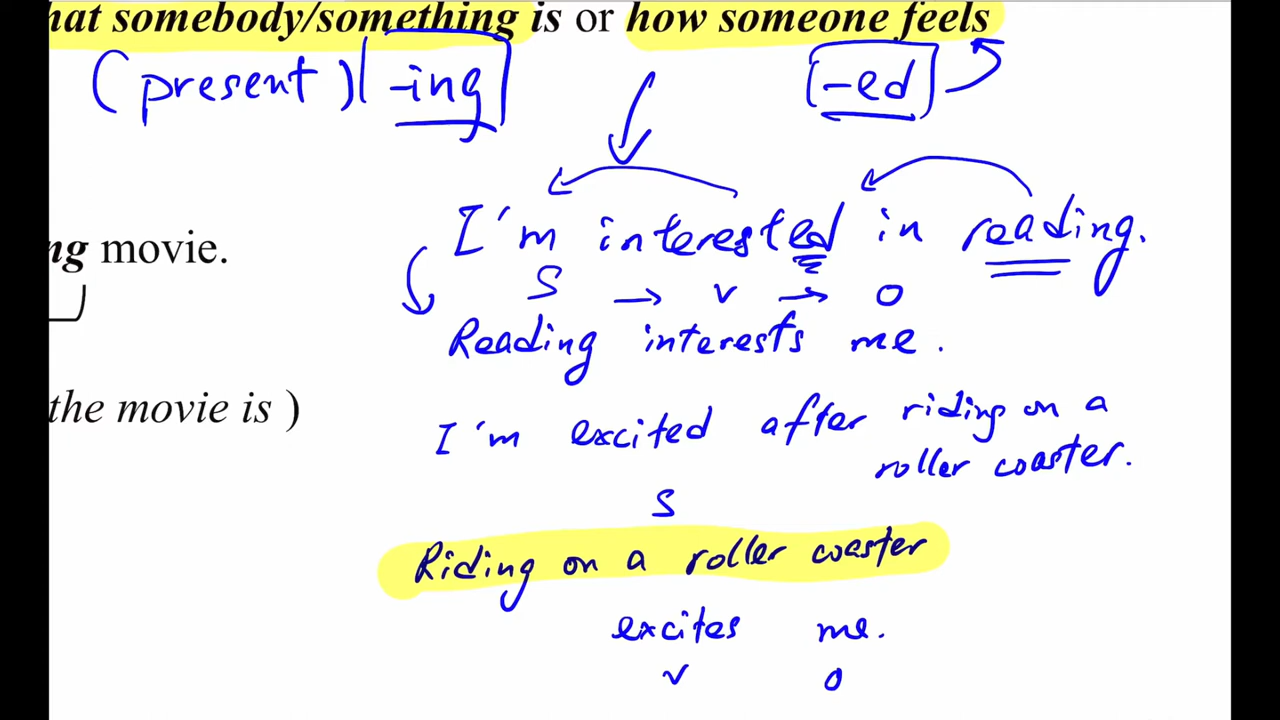 hat somebody/something is or how someone feels
(present) -ing -ed
I'm interested in reading.
ng movie.
S → v → o
Reading interests me.
the movie is )
I'm excited after riding on a
roller coaster.
S
Riding on a roller coaster
excites me.
v o